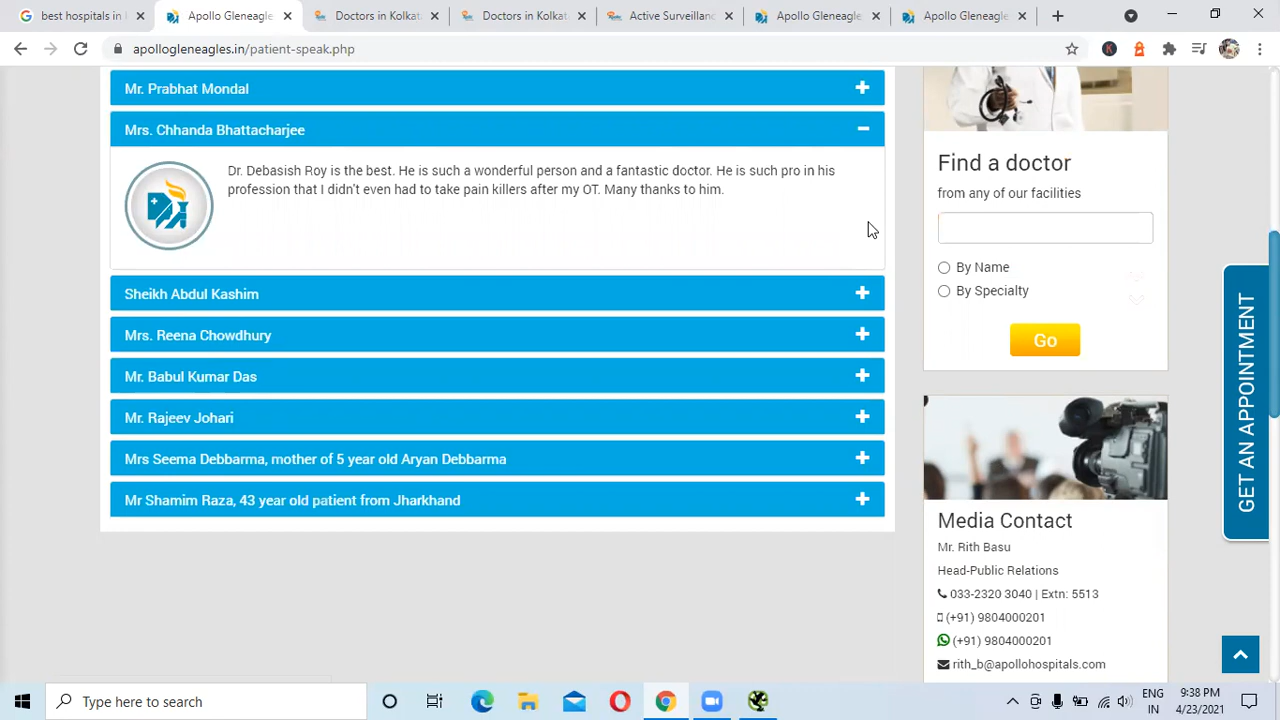 best hospitals in
Apollo Gleneagle
Doctors in Kolkat
Doctors in Kolkat
Active Surveillanc
Apollo Gleneagle
Apollo Gleneagle
apollogleneagles.in/patient-speak.php
Mr. Prabhat Mondal
Mrs. Chhanda Bhattacharjee
Dr. Debasish Roy is the best. He is such a wonderful person and a fantastic doctor. He is such pro in his
profession that I didn't even had to take pain killers after my OT. Many thanks to him.
Sheikh Abdul Kashim
Mrs. Reena Chowdhury
Mr. Babul Kumar Das
Mr. Rajeev Johari
Mrs Seema Debbarma, mother of 5 year old Aryan Debbarma
Mr Shamim Raza, 43 year old patient from Jharkhand
Find a doctor
from any of our facilities
By Name
By Specialty
Go
GET AN APPOINTMENT
Media Contact
Mr. Rith Basu
Head-Public Relations
033-2320 3040 | Extn: 5513
(+91) 9804000201
(+91) 9804000201
rith_b@apollohospitals.com
Type here to search
ENG
IN
9:38 PM
4/23/2021